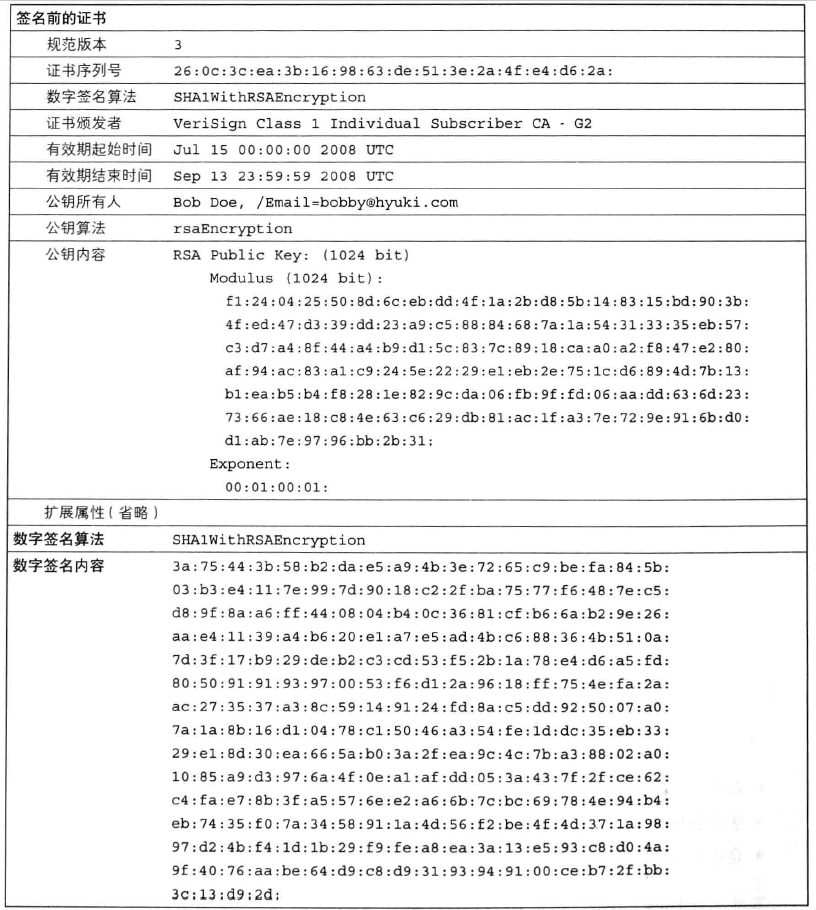 签名前的证书
规范版本 3
证书序列号 26:0c:3c:ea:3b:16:98:63:de:51:3e:2a:4f:e4:d6:2a:
数字签名算法 SHA1WithRSAEncryption
证书颁发者 VeriSign Class 1 Individual Subscriber CA - G2
有效期起始时间 Jul 15 00:00:00 2008 UTC
有效期结束时间 Sep 13 23:59:59 2008 UTC
公钥所有人 Bob Doe, /Email=bobby@hyuki.com
公钥算法 rsaEncryption
公钥内容 RSA Public Key: (1024 bit)
Modulus (1024 bit):
f1:24:04:25:50:8d:6c:eb:dd:4f:1a:2b:d8:5b:14:83:15:bd:90:3b:
4f:ed:47:d3:39:dd:23:a9:c5:88:84:68:7a:1a:54:31:33:35:eb:57:
c3:d7:a4:8f:44:a4:b9:d1:5c:83:7c:89:18:ca:a0:a2:f8:47:e2:80:
af:94:ac:83:a1:c9:24:5e:22:29:e1:eb:2e:75:1c:d6:89:4d:7b:13:
b1:ea:b5:b4:f8:28:1e:82:9c:da:06:fb:9f:fd:06:aa:dd:63:6d:23:
73:66:ae:18:c8:4e:63:c6:29:db:81:ac:1f:a3:7e:72:9e:91:6b:d0:
d1:ab:7e:97:96:bb:2b:31:
Exponent:
00:01:00:01:
扩展属性(省略)
数字签名算法 SHA1WithRSAEncryption
数字签名内容 3a:75:44:3b:58:b2:da:e5:a9:4b:3e:72:65:c9:be:fa:84:5b:
03:b3:e4:11:7e:99:7d:90:18:c2:2f:ba:75:77:f6:48:7e:c5:
d8:9f:8a:a6:ff:44:08:04:b4:0c:36:81:cf:b6:6a:b2:9e:26:
aa:e4:11:39:a4:b6:20:e1:a7:e5:ad:4b:c6:88:36:4b:51:0a:
7d:3f:17:b9:29:de:b2:c3:cd:53:f5:2b:1a:78:e4:d6:a5:fd:
80:50:91:91:93:97:00:53:f6:d1:2a:96:18:ff:75:4e:fa:2a:
ac:27:35:37:a3:8c:59:14:91:24:fd:8a:c5:dd:92:50:07:a0:
7a:1a:8b:16:d1:04:78:c1:50:46:a3:54:fe:1d:dc:35:eb:33:
29:e1:8d:30:ea:66:5a:b0:3a:2f:ea:9c:4c:7b:a3:88:02:a0:
10:85:a9:d3:97:6a:4f:0e:a1:af:dd:05:3a:43:7f:2f:ce:62:
c4:fa:e7:8b:3f:a5:57:6e:e2:a6:6b:7c:bc:69:78:4e:94:b4:
eb:74:35:f0:7a:34:58:91:1a:4d:56:f2:be:4f:4d:37:1a:98:
97:d2:4b:f4:1d:1b:29:f9:fe:a8:ea:3a:13:e5:93:c8:d0:4a:
9f:40:76:aa:be:64:d9:c8:d9:31:93:94:91:00:ce:b7:2f:bb:
3c:13:d9:2d: